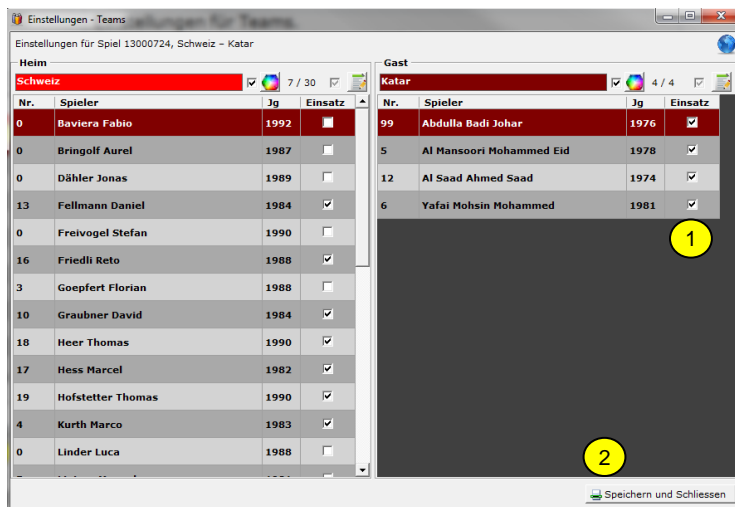 Einstellungen - Teams
Einstellungen für Spiel 13000724, Schweiz – Katar
Heim
Schweiz 7 / 30
Nr. Spieler Jg Einsatz
0 Baviera Fabio 1992
0 Bringolf Aurel 1987
0 Dähler Jonas 1989
13 Fellmann Daniel 1984
0 Freivogel Stefan 1990
16 Friedli Reto 1988
3 Goepfert Florian 1988
10 Graubner David 1984
18 Heer Thomas 1990
17 Hess Marcel 1982
19 Hofstetter Thomas 1990
4 Kurth Marco 1983
0 Linder Luca 1988
Gast
Katar 4 / 4
Nr. Spieler Jg Einsatz
99 Abdulla Badi Johar 1976
5 Al Mansoori Mohammed Eid 1978
12 Al Saad Ahmed Saad 1974
6 Yafai Mohsin Mohammed 1981
1
2
Speichern und Schliessen